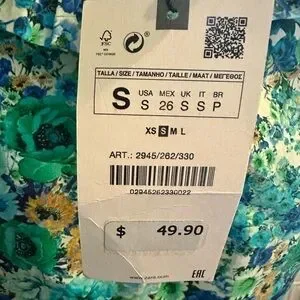 FSC
TALLA / SIZE / TAMANHO / TAILLE / MAAT / ΜΕΓΕΘΟΣ
S
USA MEX UK IT BR
S 26 S S P
XS S M L
ART.: 2945/262/330
02945262330022
$ 49.90
EAC